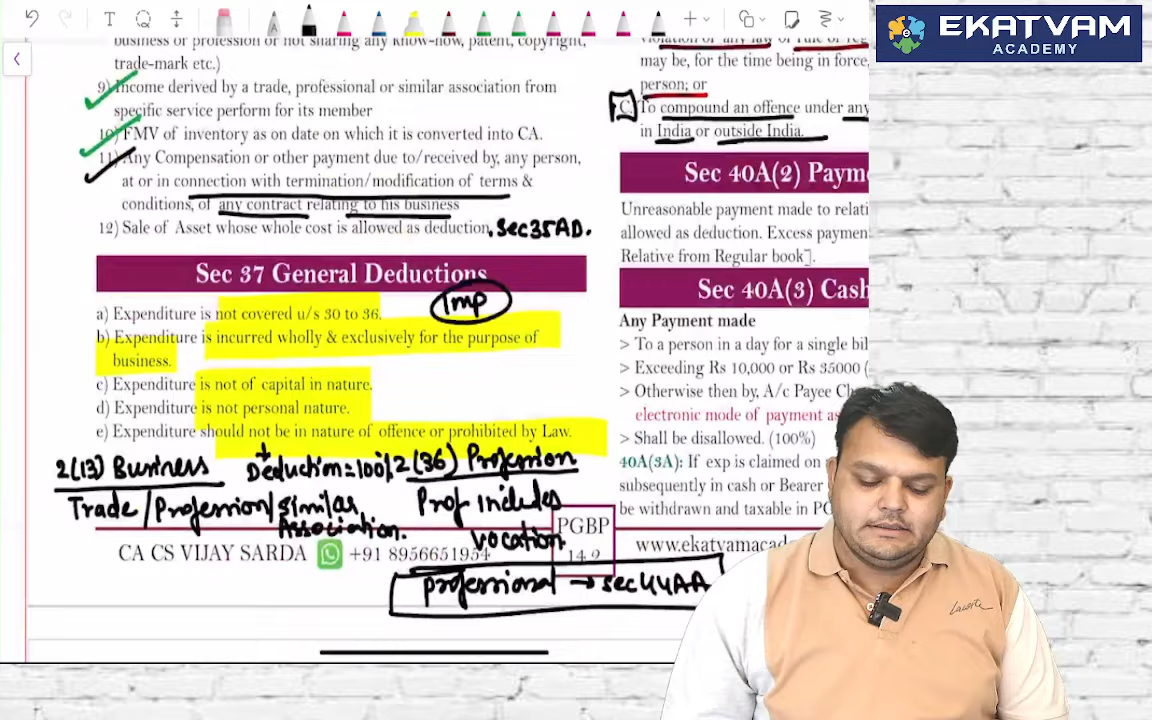 EKATVAM
ACADEMY
business or profession or not sharing any know-how, patent, copyright,
trade-mark etc.)
9) Income derived by a trade, professional or similar association from
specific service perform for its member
10) FMV of inventory as on date on which it is converted into CA.
11) Any Compensation or other payment due to/received by, any person,
at or in connection with termination/modification of terms &
conditions, of any contract relating to his business
12) Sale of Asset whose whole cost is allowed as deduction. Sec35AD.
Sec 37 General Deductions
Imp
a) Expenditure is not covered u/s 30 to 36.
b) Expenditure is incurred wholly & exclusively for the purpose of
business.
c) Expenditure is not of capital in nature.
d) Expenditure is not personal nature.
e) Expenditure should not be in nature of offence or prohibited by Law.
Deduction=100%
2(13) Business
Trade/Profession/Similar
Association.
2(36) Profession
Prof includes
vocation
CA CS VIJAY SARDA +91 8956651954
PGBP
14.2
professional → sec44AA
violation of any law or rule or reg
may be, for the time being in force,
person; or
C. To compound an offence under any
in India or outside India.
Sec 40A(2) Paym
Unreasonable payment made to relati
allowed as deduction. Excess paymen
Relative from Regular book].
Sec 40A(3) Cash
Any Payment made
> To a person in a day for a single bil
> Exceeding Rs 10,000 or Rs 35000 (
> Otherwise then by, A/c Payee Ch
electronic mode of payment as
> Shall be disallowed. (100%)
40A(3A): If exp is claimed on
subsequently in cash or Bearer
be withdrawn and taxable in PG
www.ekatvamacad